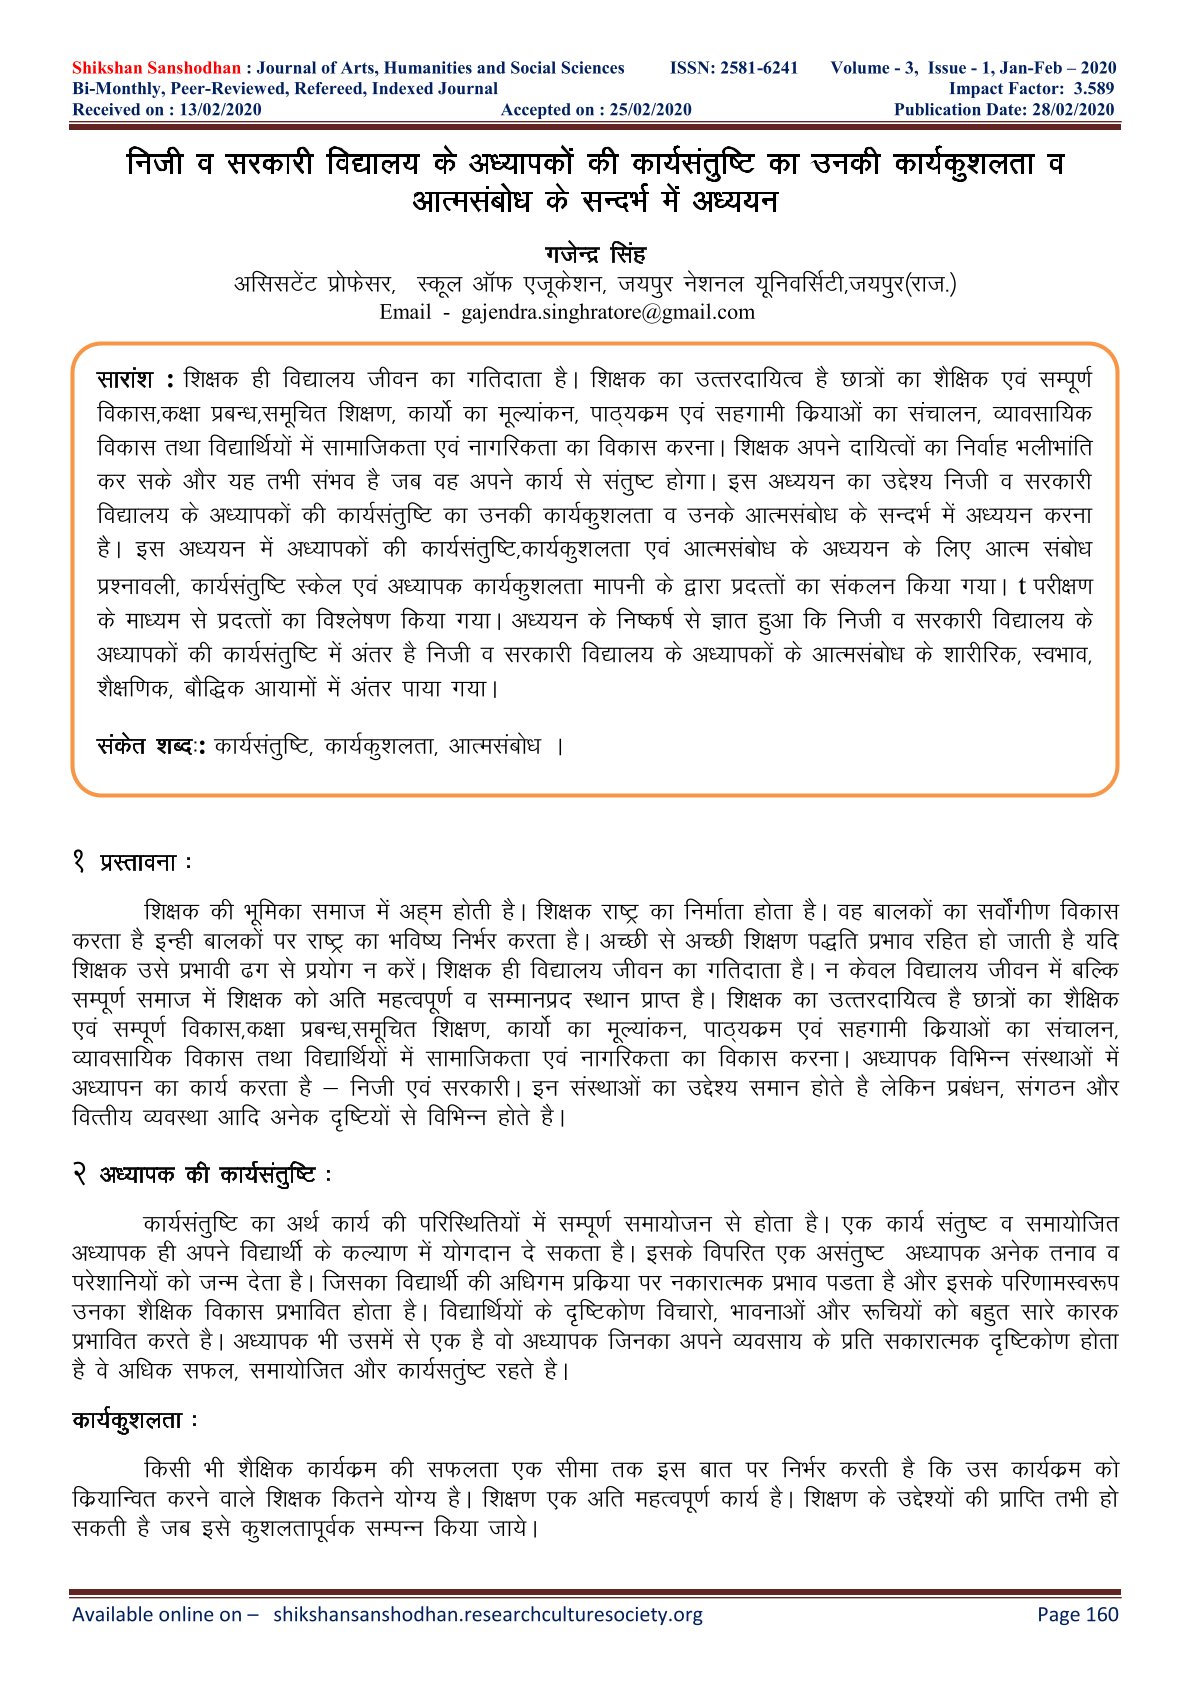 Shikshan Sanshodhan : Journal of Arts, Humanities and Social Sciences ISSN: 2581-6241 Volume - 3, Issue - 1, Jan-Feb – 2020
Bi-Monthly, Peer-Reviewed, Refereed, Indexed Journal Impact Factor: 3.589
Received on : 13/02/2020 Accepted on : 25/02/2020 Publication Date: 28/02/2020
निजी व सरकारी विद्यालय के अध्यापकों की कार्यसंतुष्टि का उनकी कार्यकुशलता व
आत्मसंबोध के सन्दर्भ में अध्ययन
गजेन्द्र सिंह
असिसटेंट प्रोफेसर, स्कूल ऑफ एजूकेशन, जयपुर नेशनल यूनिवर्सिटी,जयपुर(राज.)
Email - gajendra.singhratore@gmail.com
सारांश : शिक्षक ही विद्यालय जीवन का गतिदाता है। शिक्षक का उत्तरदायित्व है छात्रों का शैक्षिक एवं सम्पूर्ण
विकास,कक्षा प्रबन्ध,समूचित शिक्षण, कार्यो का मूल्यांकन, पाठ्यक्रम एवं सहगामी क्रियाओं का संचालन, व्यावसायिक
विकास तथा विद्यार्थियों में सामाजिकता एवं नागरिकता का विकास करना। शिक्षक अपने दायित्वों का निर्वाह भलीभांति
कर सके और यह तभी संभव है जब वह अपने कार्य से संतुष्ट होगा। इस अध्ययन का उद्देश्य निजी व सरकारी
विद्यालय के अध्यापकों की कार्यसंतुष्टि का उनकी कार्यकुशलता व उनके आत्मसंबोध के सन्दर्भ में अध्ययन करना
है। इस अध्ययन में अध्यापकों की कार्यसंतुष्टि,कार्यकुशलता एवं आत्मसंबोध के अध्ययन के लिए आत्म संबोध
प्रश्नावली, कार्यसंतुष्टि स्केल एवं अध्यापक कार्यकुशलता मापनी के द्वारा प्रदत्तों का संकलन किया गया। t परीक्षण
के माध्यम से प्रदत्तों का विश्लेषण किया गया। अध्ययन के निष्कर्ष से ज्ञात हुआ कि निजी व सरकारी विद्यालय के
अध्यापकों की कार्यसंतुष्टि में अंतर है निजी व सरकारी विद्यालय के अध्यापकों के आत्मसंबोध के शारीरिक, स्वभाव,
शैक्षणिक, बौद्धिक आयामों में अंतर पाया गया।
संकेत शब्दः: कार्यसंतुष्टि, कार्यकुशलता, आत्मसंबोध ।
१ प्रस्तावना :
शिक्षक की भूमिका समाज में अहम होती है। शिक्षक राष्ट्र का निर्माता होता है। वह बालकों का सर्वोंगीण विकास
करता है इन्ही बालकों पर राष्ट्र का भविष्य निर्भर करता है। अच्छी से अच्छी शिक्षण पद्धति प्रभाव रहित हो जाती है यदि
शिक्षक उसे प्रभावी ढग से प्रयोग न करें। शिक्षक ही विद्यालय जीवन का गतिदाता है। न केवल विद्यालय जीवन में बल्कि
सम्पूर्ण समाज में शिक्षक को अति महत्वपूर्ण व सम्मानप्रद स्थान प्राप्त है। शिक्षक का उत्तरदायित्व है छात्रों का शैक्षिक
एवं सम्पूर्ण विकास,कक्षा प्रबन्ध,समूचित शिक्षण, कार्यो का मूल्यांकन, पाठ्यक्रम एवं सहगामी क्रियाओं का संचालन,
व्यावसायिक विकास तथा विद्यार्थियों में सामाजिकता एवं नागरिकता का विकास करना। अध्यापक विभिन्न संस्थाओं में
अध्यापन का कार्य करता है – निजी एवं सरकारी। इन संस्थाओं का उद्देश्य समान होते है लेकिन प्रबंधन, संगठन और
वित्तीय व्यवस्था आदि अनेक दृष्टियों से विभिन्न होते है।
२ अध्यापक की कार्यसंतुष्टि :
कार्यसंतुष्टि का अर्थ कार्य की परिस्थितियों में सम्पूर्ण समायोजन से होता है। एक कार्य संतुष्ट व समायोजित
अध्यापक ही अपने विद्यार्थी के कल्याण में योगदान दे सकता है। इसके विपरित एक असंतुष्ट अध्यापक अनेक तनाव व
परेशानियों को जन्म देता है। जिसका विद्यार्थी की अधिगम प्रक्रिया पर नकारात्मक प्रभाव पडता है और इसके परिणामस्वरूप
उनका शैक्षिक विकास प्रभावित होता है। विद्यार्थियों के दृष्टिकोण विचारो, भावनाओं और रूचियों को बहुत सारे कारक
प्रभावित करते है। अध्यापक भी उसमें से एक है वो अध्यापक जिनका अपने व्यवसाय के प्रति सकारात्मक दृष्टिकोण होता
है वे अधिक सफल, समायोजित और कार्यसतुंष्ट रहते है।
कार्यकुशलता :
किसी भी शैक्षिक कार्यक्रम की सफलता एक सीमा तक इस बात पर निर्भर करती है कि उस कार्यक्रम को
क्रियान्वित करने वाले शिक्षक कितने योग्य है। शिक्षण एक अति महत्वपूर्ण कार्य है। शिक्षण के उद्देश्यों की प्राप्ति तभी हो
सकती है जब इसे कुशलतापूर्वक सम्पन्न किया जाये।
Available online on – shikshansanshodhan.researchculturesociety.org Page 160